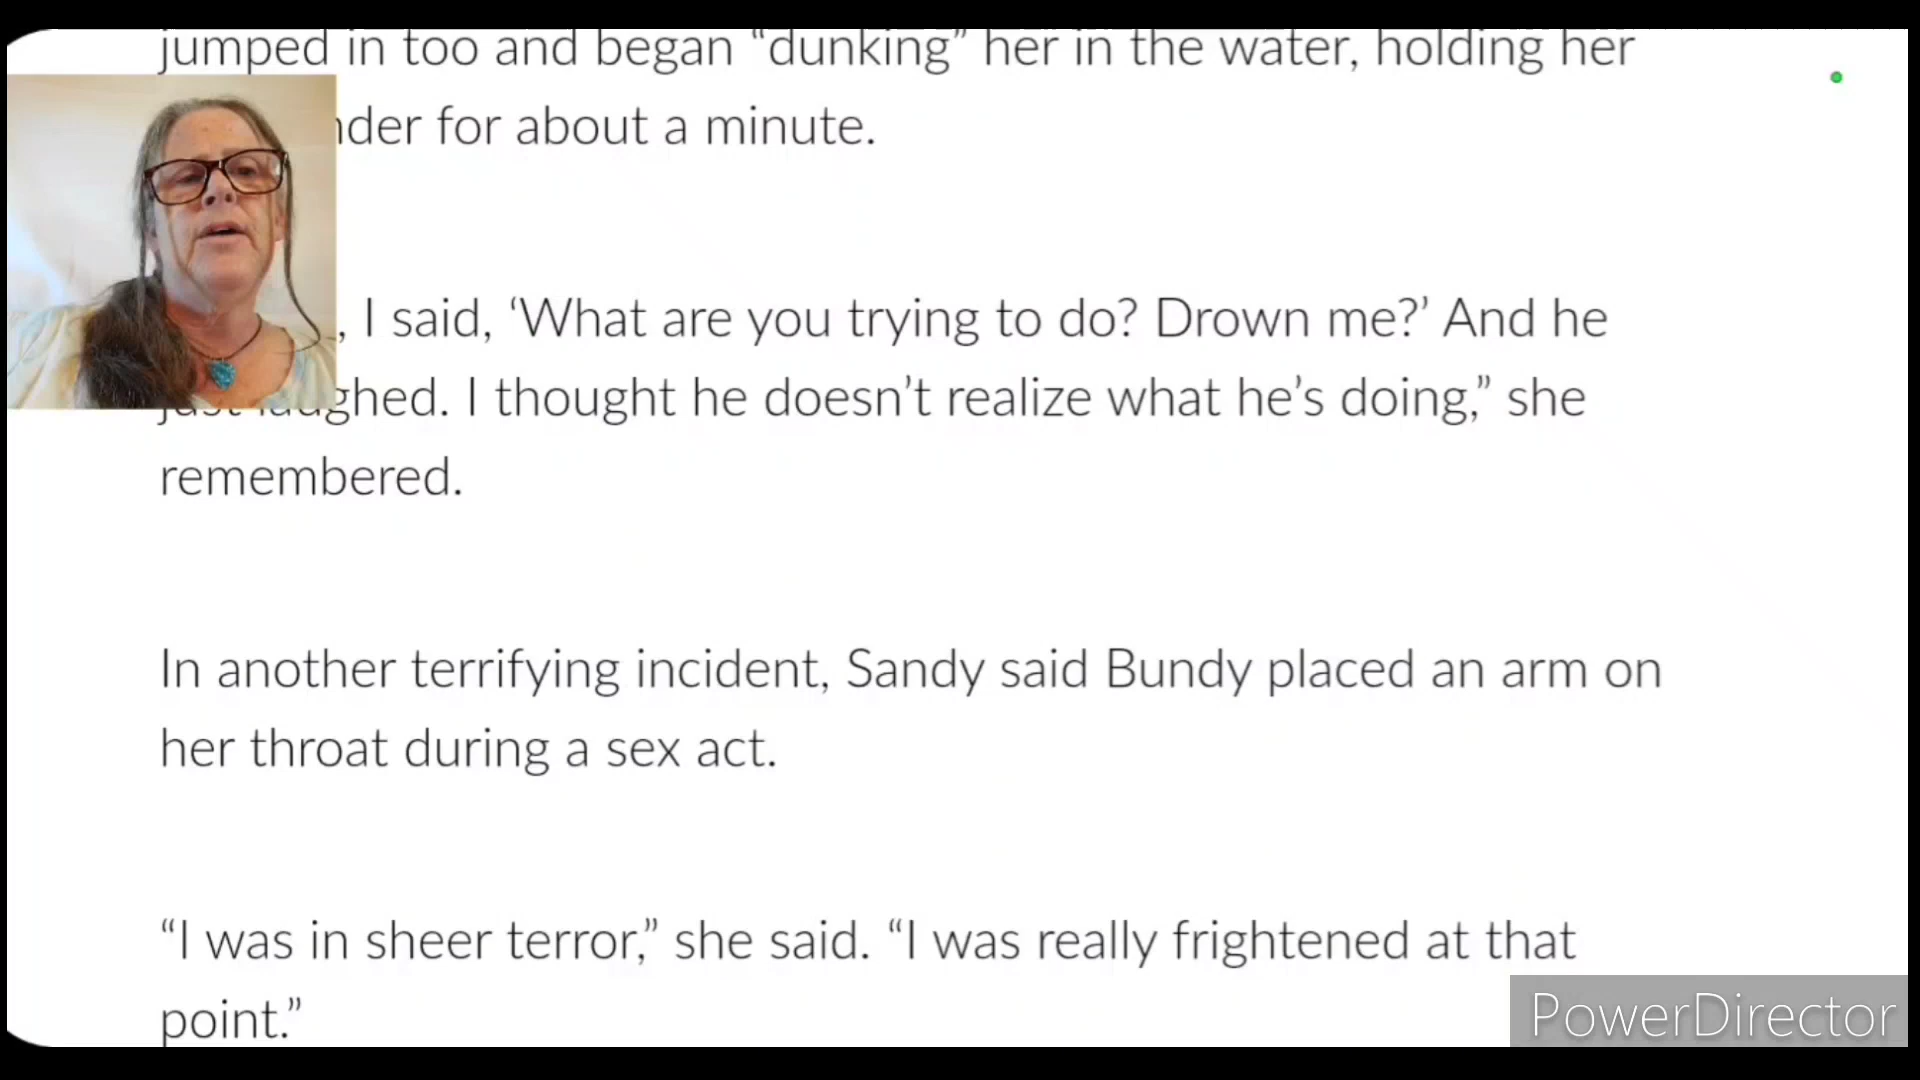 jumped in too and began “dunking” her in the water, holding her
for about a minute.
, I said, ‘What are you trying to do? Drown me?’ And he
just laughed. I thought he doesn’t realize what he’s doing,” she
remembered.
In another terrifying incident, Sandy said Bundy placed an arm on
her throat during a sex act.
“I was in sheer terror,” she said. “I was really frightened at that
point.”
PowerDirector